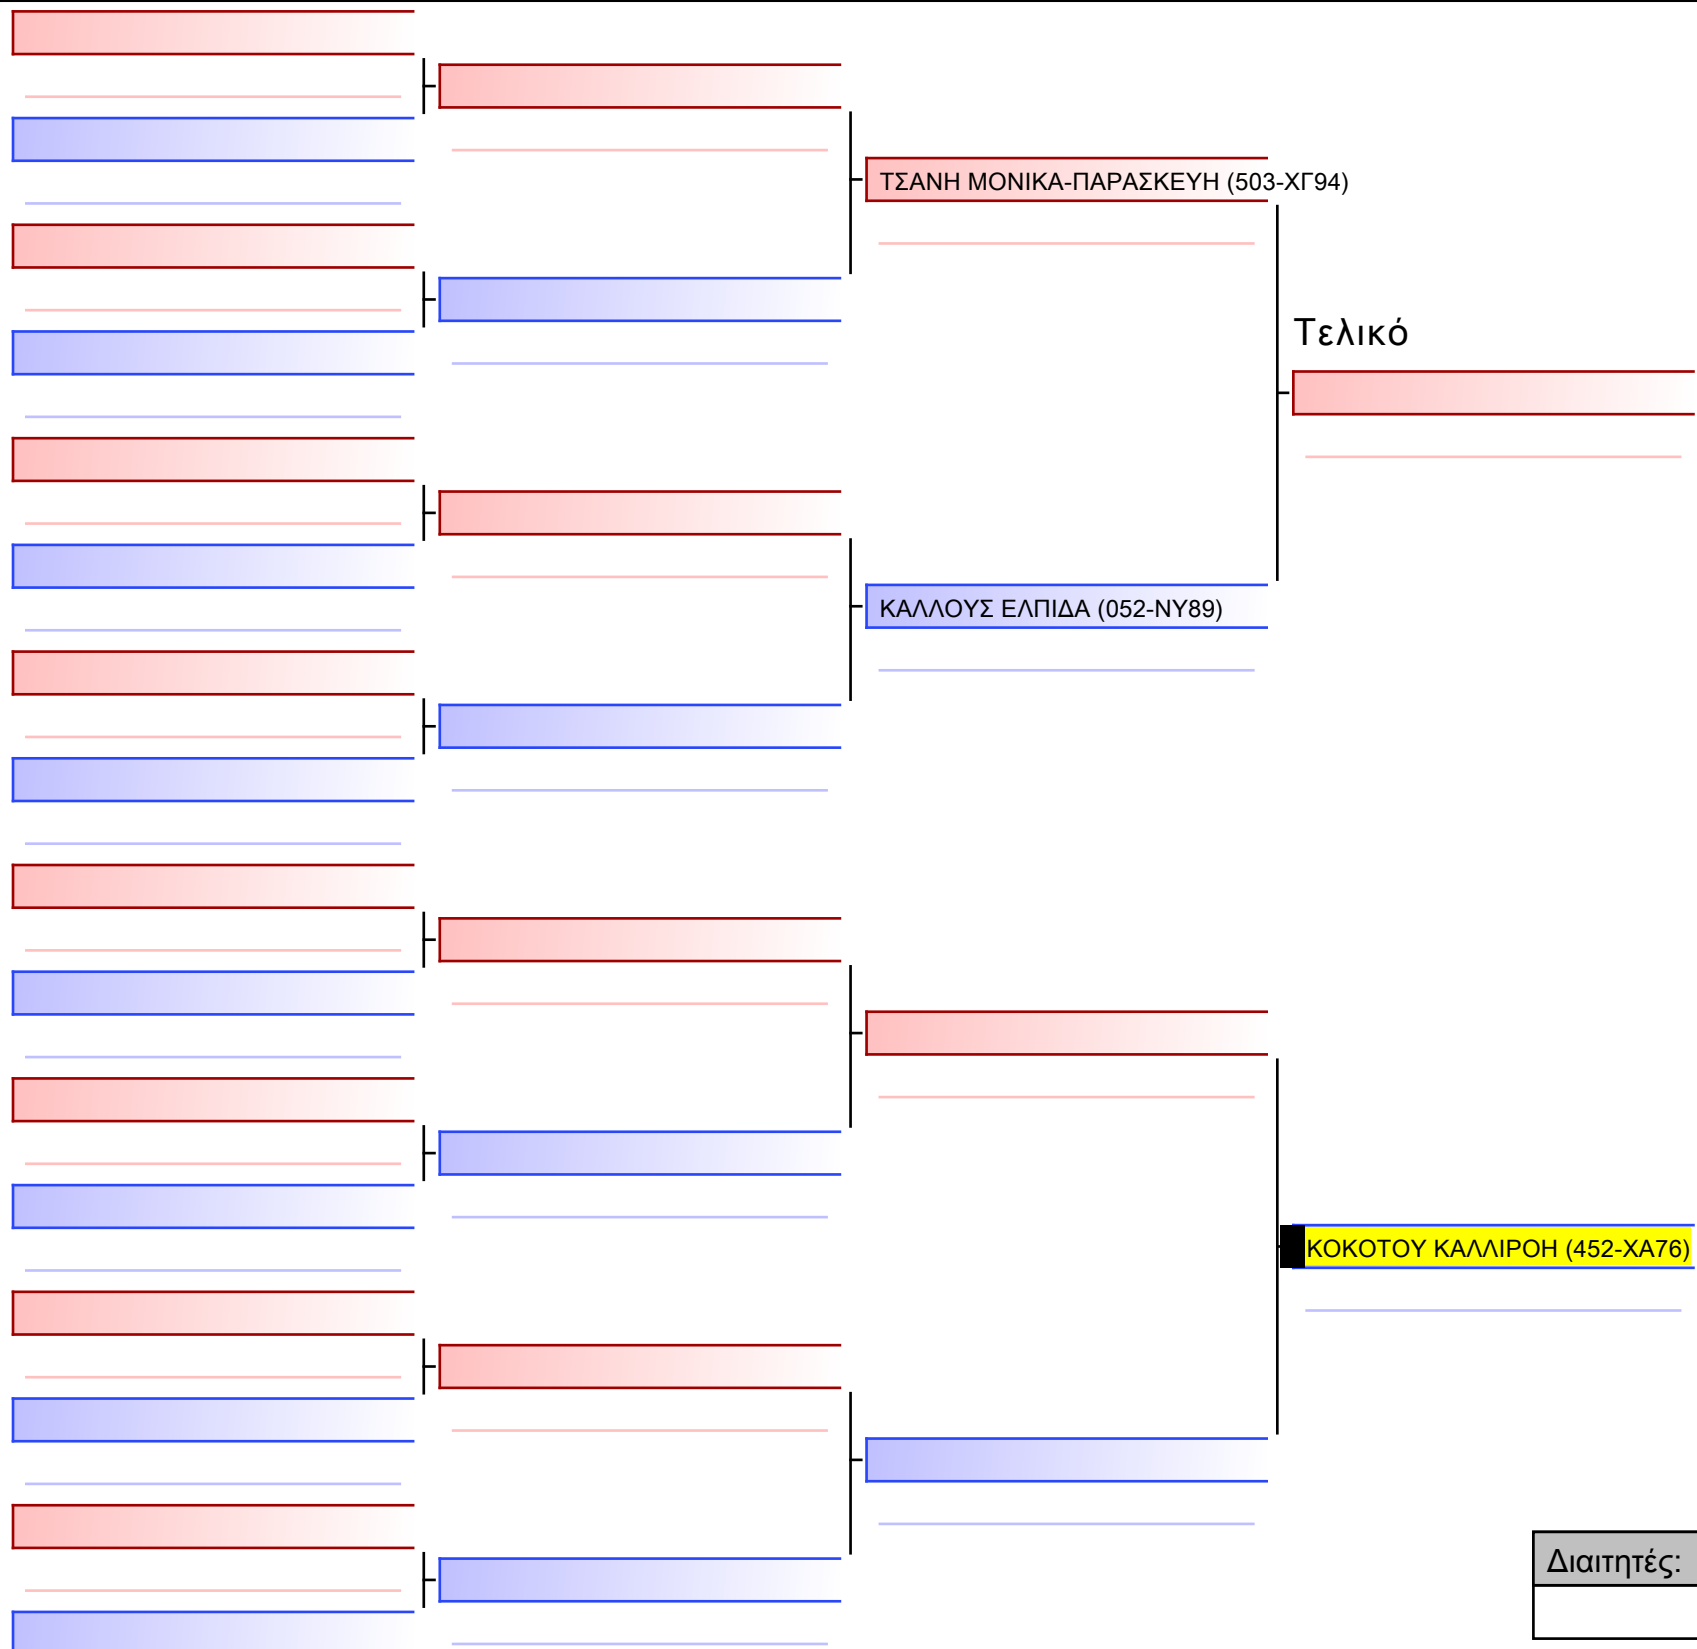 ΤΣΑΝΗ ΜΟΝΙΚΑ-ΠΑΡΑΣΚΕΥΗ (503-ΧΓ94)
Τελικό
ΚΑΛΛΟΥΣ ΕΛΠΙΔΑ (052-ΝΥ89)
ΚΟΚΟΤΟΥ ΚΑΛΛΙΡΟΗ (452-ΧΑ76)
Διαιτητές: